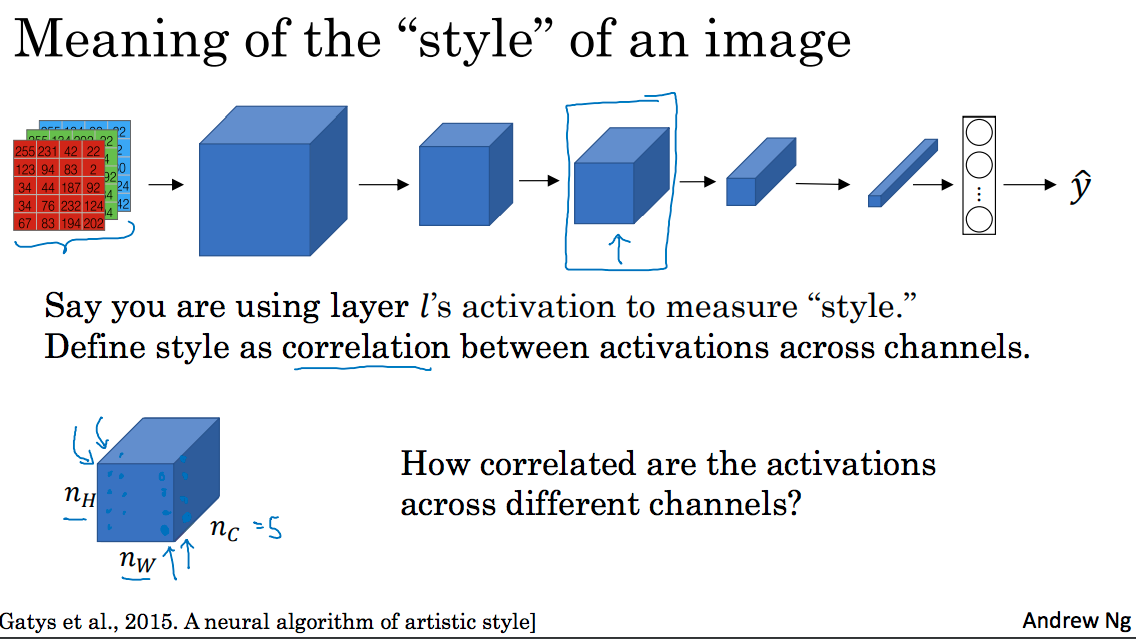 Meaning of the “style” of an image
255 231 42 22
123 94 83 2
34 44 187 92
34 76 232 124
67 83 194 202
ŷ
Say you are using layer l’s activation to measure “style.”
Define style as correlation between activations across channels.
How correlated are the activations
across different channels?
n_H
n_C = 5
n_W
Gatys et al., 2015. A neural algorithm of artistic style]
Andrew Ng